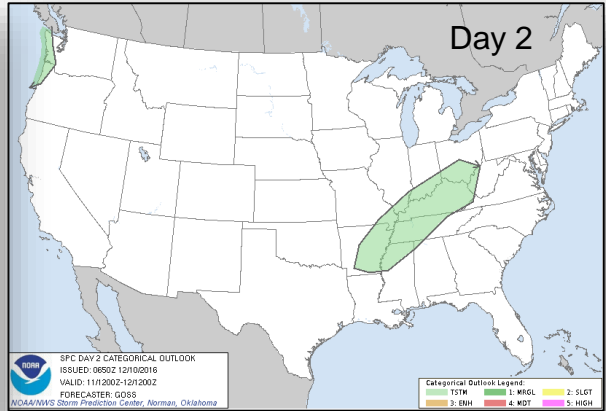 Day 2
NOAA
SPC DAY 2 CATEGORICAL OUTLOOK
ISSUED: 0650Z 12/10/2016
VALID: 11/1200Z-12/1200Z
FORECASTER: GOSS
NOAA/NWS Storm Prediction Center, Norman, Oklahoma
Categorical Outlook Legend:
TSTM 1: MRGL 2: SLGT
3: ENH 4: MDT 5: HIGH